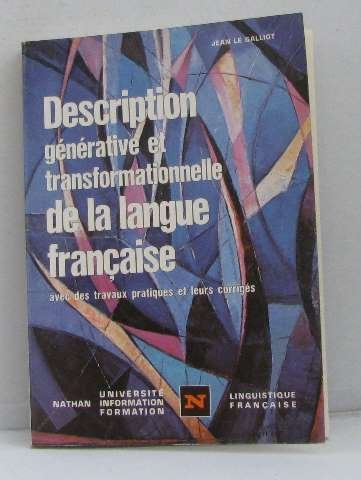 JEAN LE GALLIOT
Description
générative et
transformationnelle
de la langue
française
avec des travaux pratiques et leurs corrigés
NATHAN
UNIVERSITÉ
INFORMATION
FORMATION
N
LINGUISTIQUE
FRANÇAISE